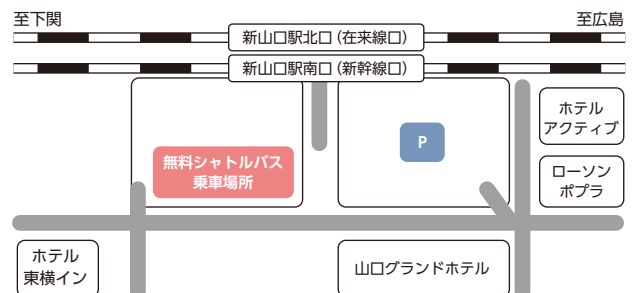 至下関
至広島
新山口駅北口（在来線口）
新山口駅南口（新幹線口）
ホテル
アクティブ
P
無料シャトルバス
乗車場所
ローソン
ポプラ
ホテル
東横イン
山口グランドホテル